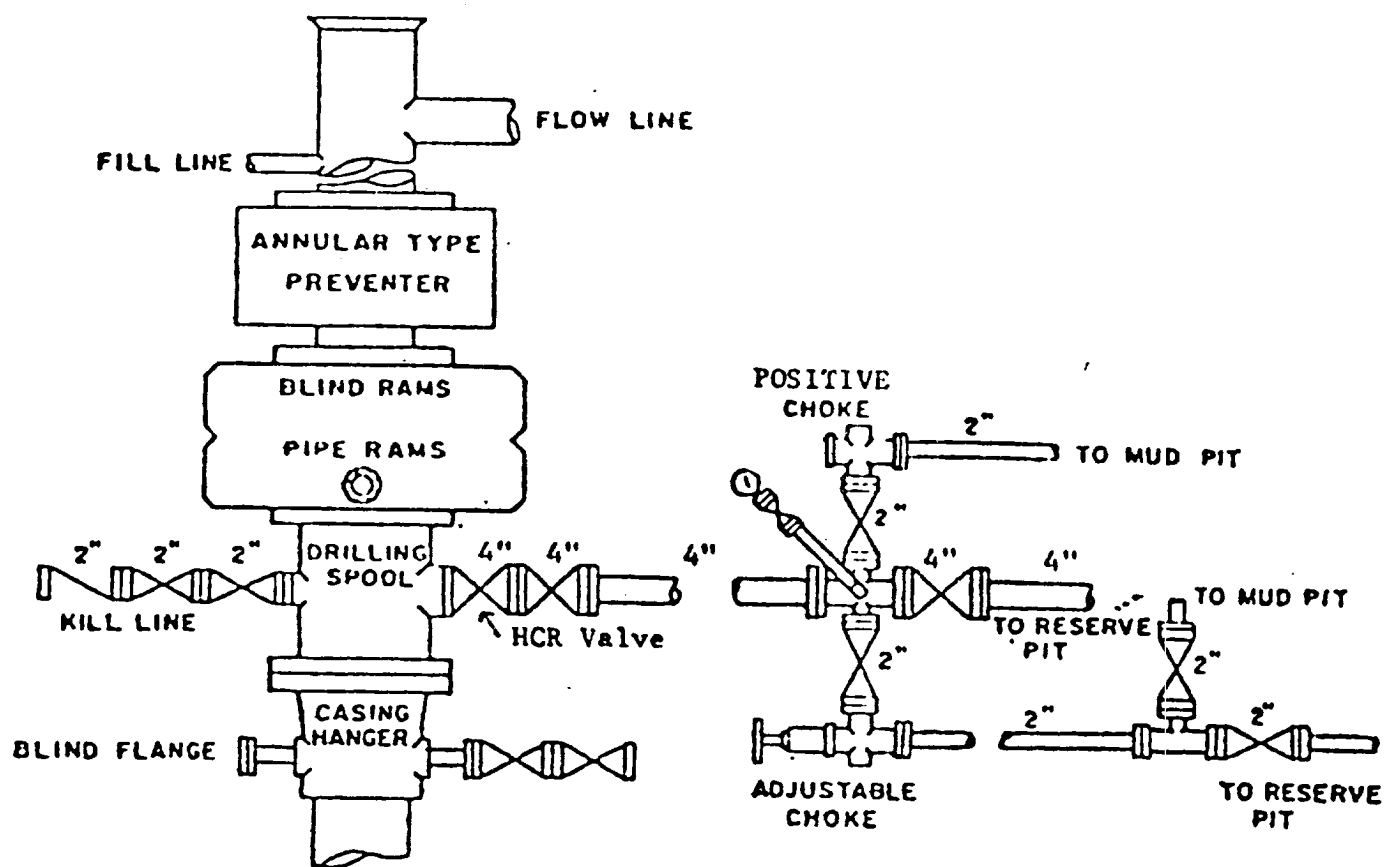 FLOW LINE
FILL LINE
ANNULAR TYPE
PREVENTER
BLIND RAMS
PIPE RAMS
2"
2"
2"
DRILLING
SPOOL
4"
4"
4"
KILL LINE
HCR Valve
CASING
HANGER
BLIND FLANGE
POSITIVE
CHOKE
2"
TO MUD PIT
2"
4"
4"
TO RESERVE
PIT
TO MUD PIT
2"
2"
2"
2"
ADJUSTABLE
CHOKE
TO RESERVE
PIT